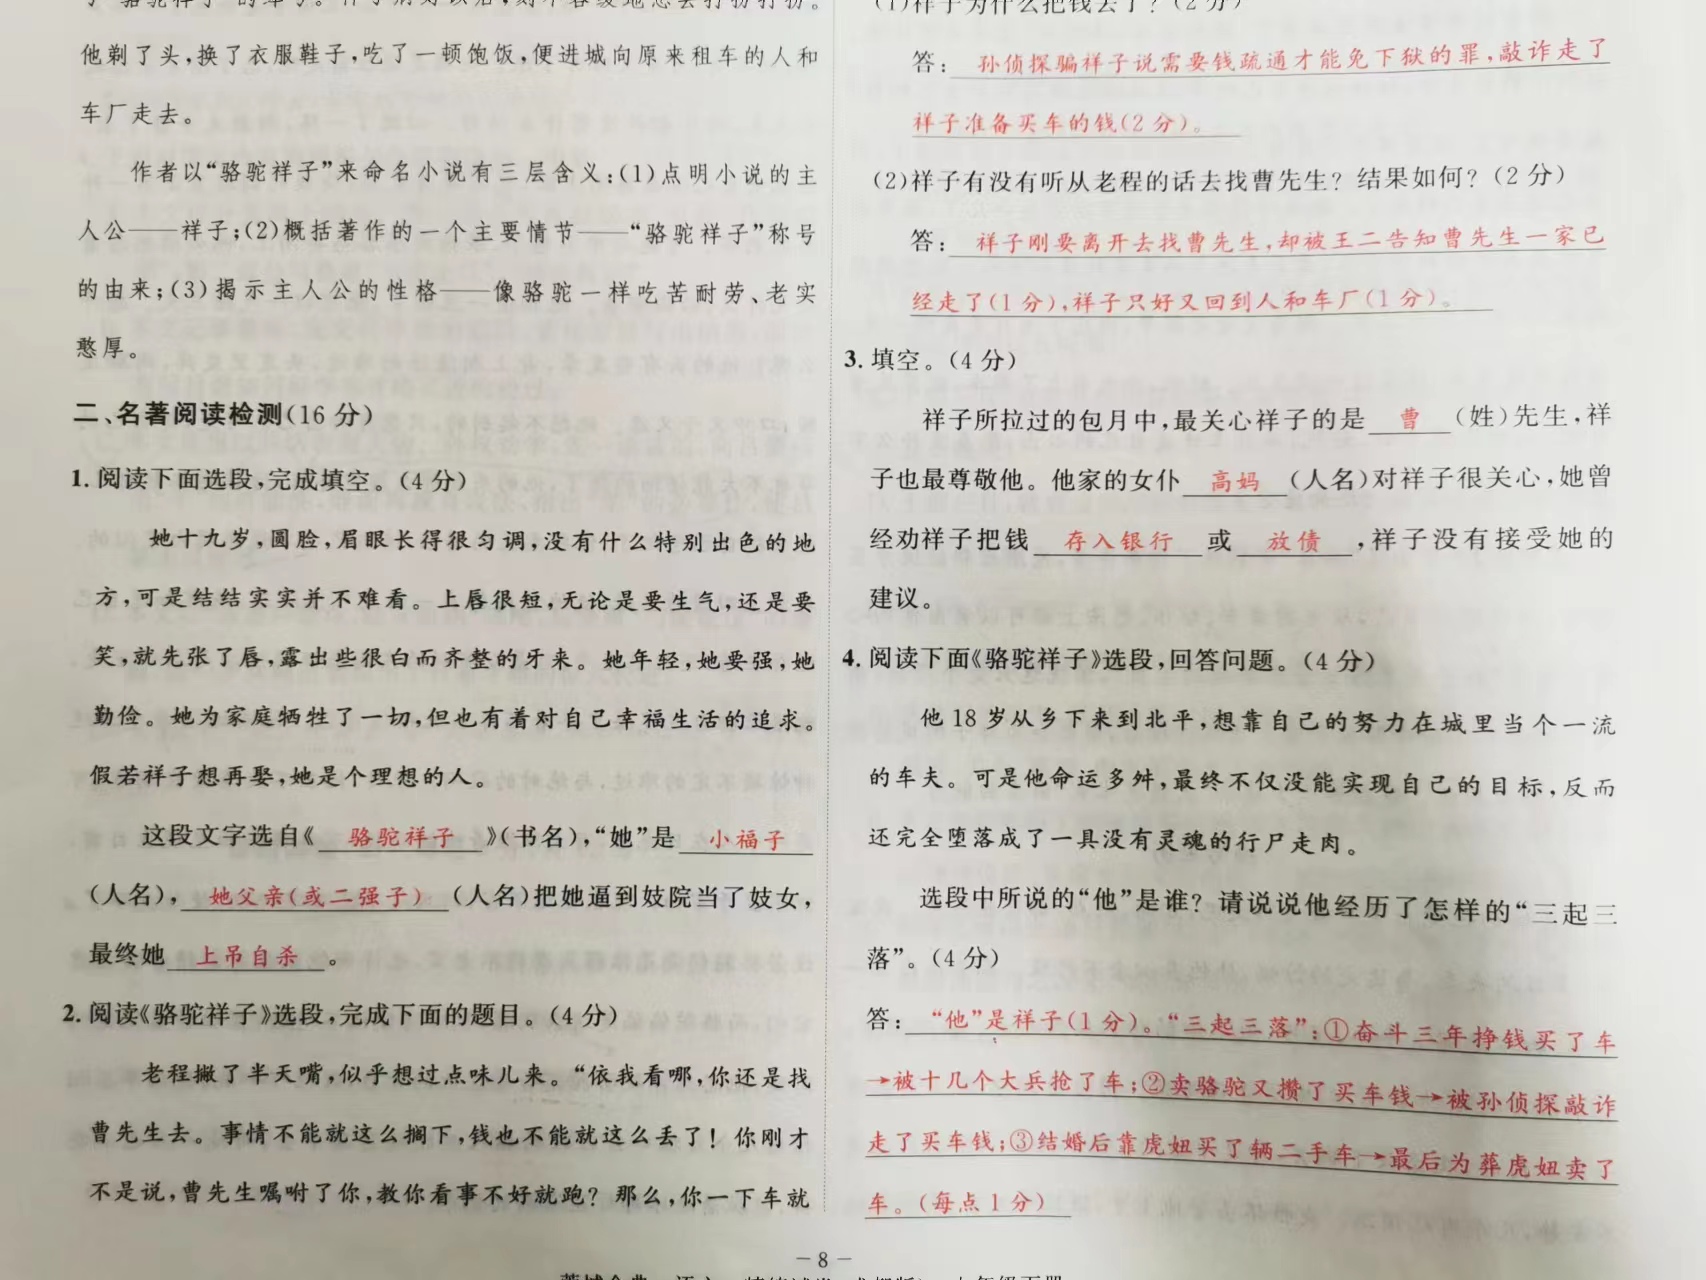 他剃了头,换了衣服鞋子,吃了一顿饱饭,便进城向原来租车的人和
车厂走去。
作者以“骆驼祥子”来命名小说有三层含义:(1)点明小说的主
人公——祥子;(2)概括著作的一个主要情节——“骆驼祥子”称号
的由来;(3)揭示主人公的性格——像骆驼一样吃苦耐劳、老实
憨厚。
二、名著阅读检测(16分)
1.阅读下面选段,完成填空。(4分)
她十九岁,圆脸,眉眼长得很匀调,没有什么特别出色的地
方,可是结结实实并不难看。上唇很短,无论是要生气,还是要
笑,就先张了唇,露出些很白而齐整的牙来。她年轻,她要强,她
勤俭。她为家庭牺牲了一切,但也有着对自己幸福生活的追求。
假若祥子想再娶,她是个理想的人。
这段文字选自《骆驼祥子》(书名),“她”是 小福子
(人名), 她父亲(或二强子) (人名)把她逼到妓院当了妓女,
最终她 上吊自杀 。
2.阅读《骆驼祥子》选段,完成下面的题目。(4分)
老程撇了半天嘴,似乎想过点味儿来。“依我看哪,你还是找
曹先生去。事情不能就这么搁下,钱也不能就这么丢了!你刚才
不是说,曹先生嘱咐了你,教你看事不好就跑?那么,你一下车就
(1)祥子为什么把钱丢了?(2分)
答: 孙侦探骗祥子说需要钱疏通才能免下狱的罪,敲诈走了
祥子准备买车的钱(2分)。
(2)祥子有没有听从老程的话去找曹先生?结果如何?(2分)
答: 祥子刚要离开去找曹先生,却被王二告知曹先生一家已
经走了(1分),祥子只好又回到人和车厂(1分)。
3.填空。(4分)
祥子所拉过的包月中,最关心祥子的是 曹 (姓)先生,祥
子也最尊敬他。他家的女仆 高妈 (人名)对祥子很关心,她曾
经劝祥子把钱 存入银行 或 放债 ,祥子没有接受她的
建议。
4.阅读下面《骆驼祥子》选段,回答问题。(4分)
他18岁从乡下来到北平,想靠自己的努力在城里当个一流
的车夫。可是他命运多舛,最终不仅没能实现自己的目标,反而
还完全堕落成了一具没有灵魂的行尸走肉。
选段中所说的“他”是谁?请说说他经历了怎样的“三起三
落”。(4分)
答: “他”是祥子(1分)。“三起三落”:①奋斗三年挣钱买了车
→被十几个大兵抢了车;②卖骆驼又攒了买车钱→被孙侦探敲诈
走了买车钱;③结婚后靠虎妞买了辆二手车→最后为葬虎妞卖了
车。(每点1分)
－8－